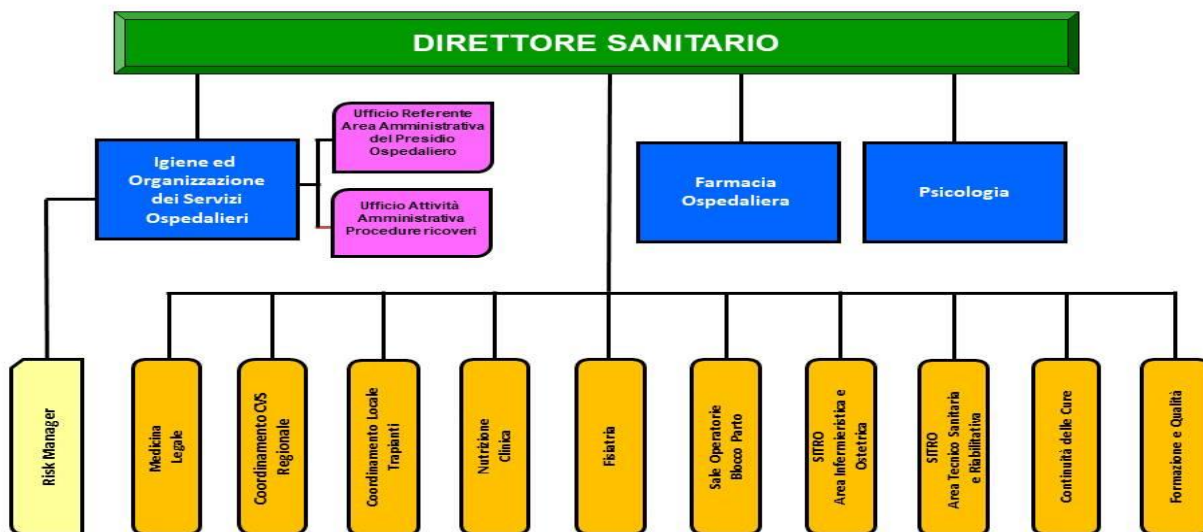 DIRETTORE SANITARIO
Ufficio Referente
Area Amministrativa
del Presidio
Ospedaliero
Igiene ed
Organizzazione
dei Servizi
Ospedalieri
Ufficio Attività
Amministrativa
Procedure ricoveri
Farmacia
Ospedaliera
Psicologia
Risk Manager
Medicina
Legale
Coordinamento CVS
Regionale
Coordinamento Locale
Trapianti
Nutrizione
Clinica
Fisiatria
Sale Operatorie
Blocco Parto
SITRO
Area Infermieristica e
Ostetrica
SITRO
Area Tecnico Sanitaria
e Riabilitativa
Continuità delle Cure
Formazione e Qualità